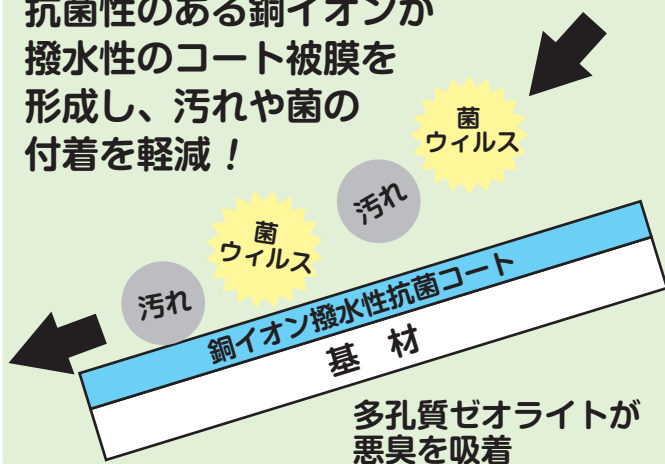 抗菌性のある銅イオンが
撥水性のコート被膜を
形成し、汚れや菌の
付着を軽減！
菌
ウィルス
汚れ
菌
ウィルス
汚れ
銅イオン撥水性抗菌コート
基 材
多孔質ゼオライトが
悪臭を吸着